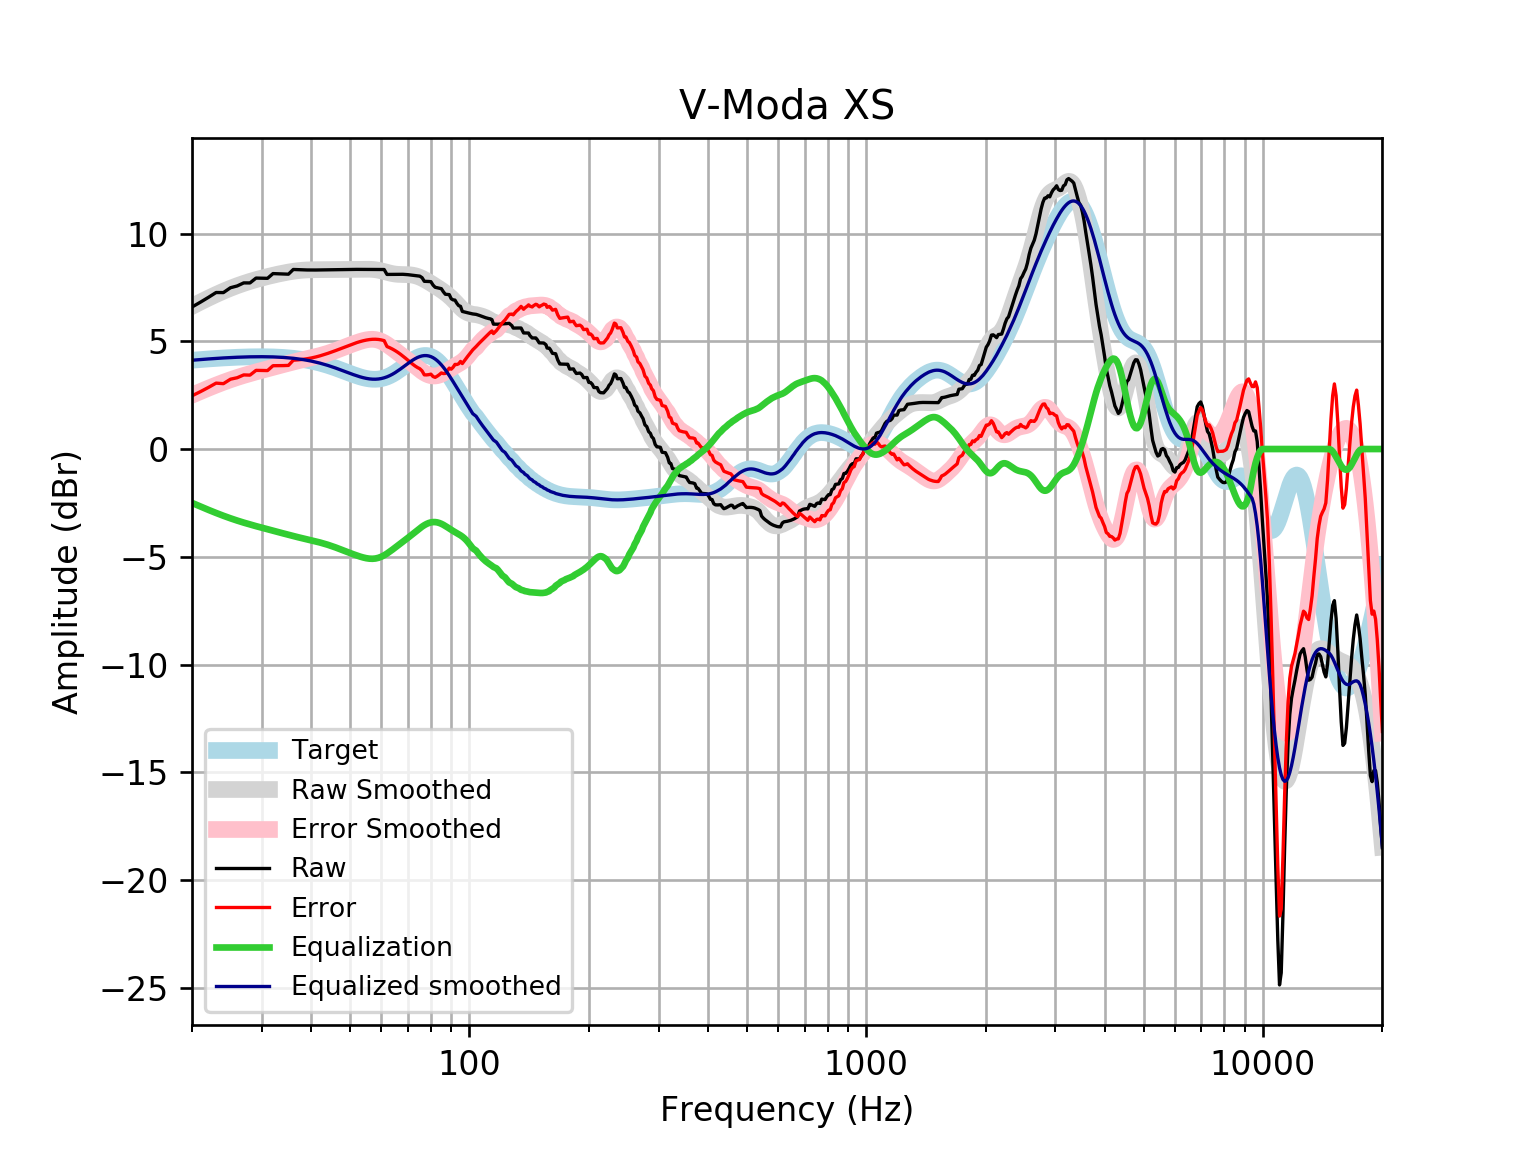 V-Moda XS
Amplitude (dBr)
10
5
0
−5
−10
−15
−20
−25
Target
Raw Smoothed
Error Smoothed
Raw
Error
Equalization
Equalized smoothed
100
1000
10000
Frequency (Hz)